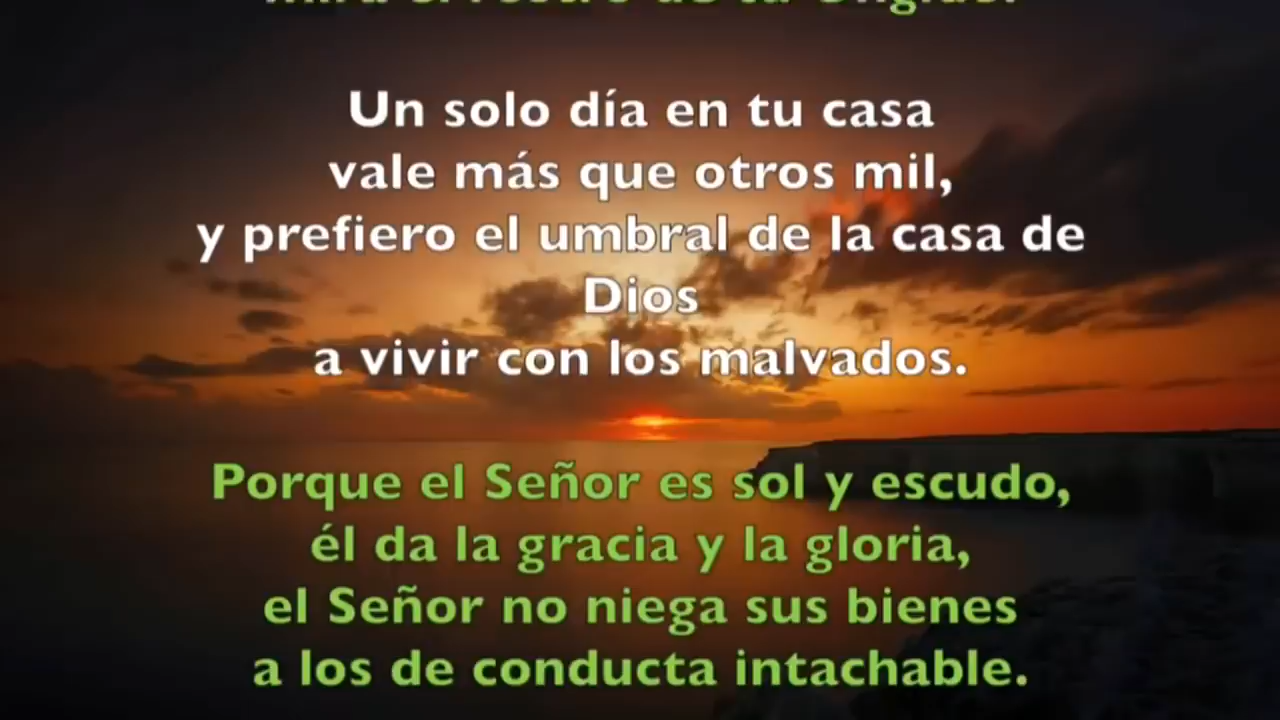 Un solo día en tu casa
vale más que otros mil,
y prefiero el umbral de la casa de
Dios
a vivir con los malvados.
Porque el Señor es sol y escudo,
él da la gracia y la gloria,
el Señor no niega sus bienes
a los de conducta intachable.